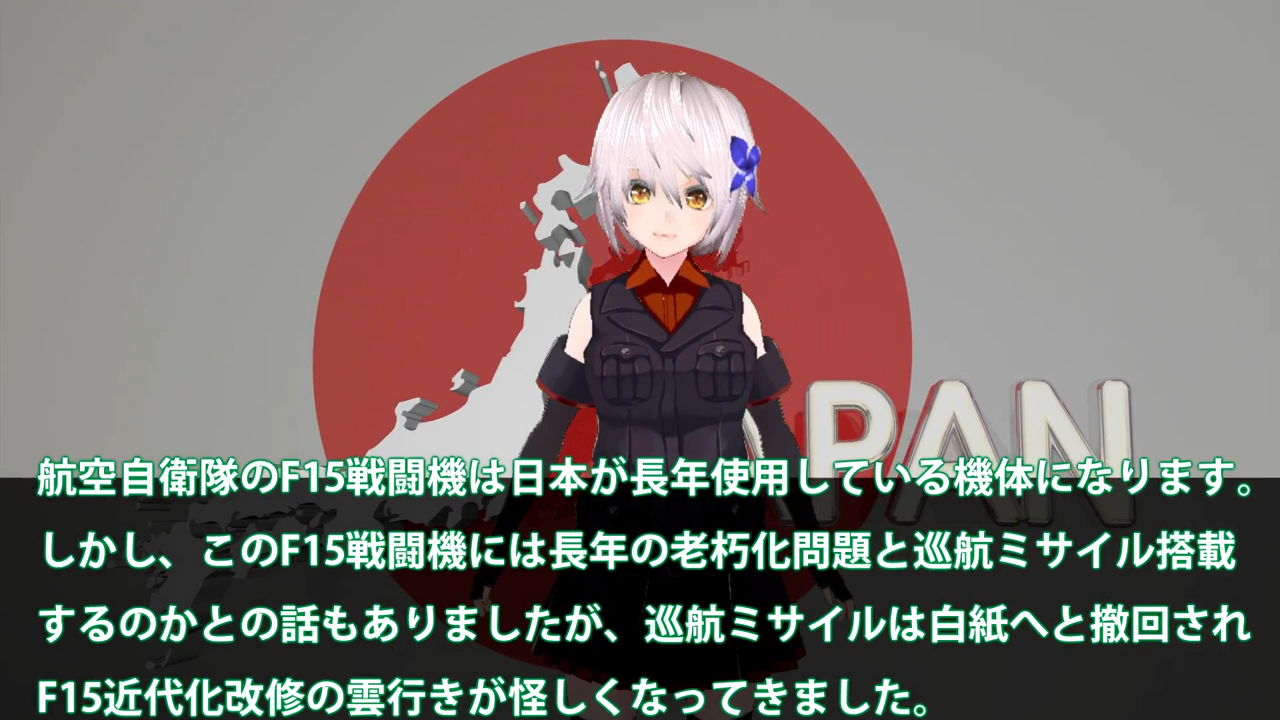 PAN
航空自衛隊のF15戦闘機は日本が長年使用している機体になります。
しかし、このF15戦闘機には長年の老朽化問題と巡航ミサイル搭載
するのかとの話もありましたが、巡航ミサイルは白紙へと撤回され
F15近代化改修の雲行きが怪しくなってきました。